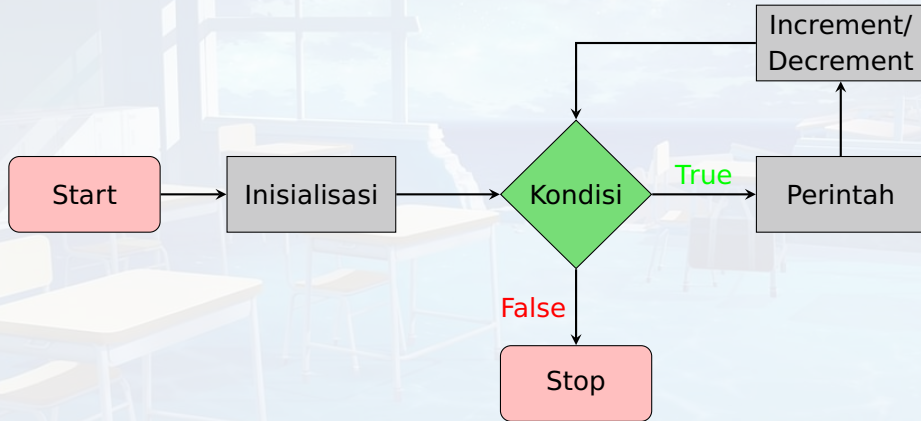 Increment/
Decrement
Start
Inisialisasi
Kondisi
True
Perintah
False
Stop